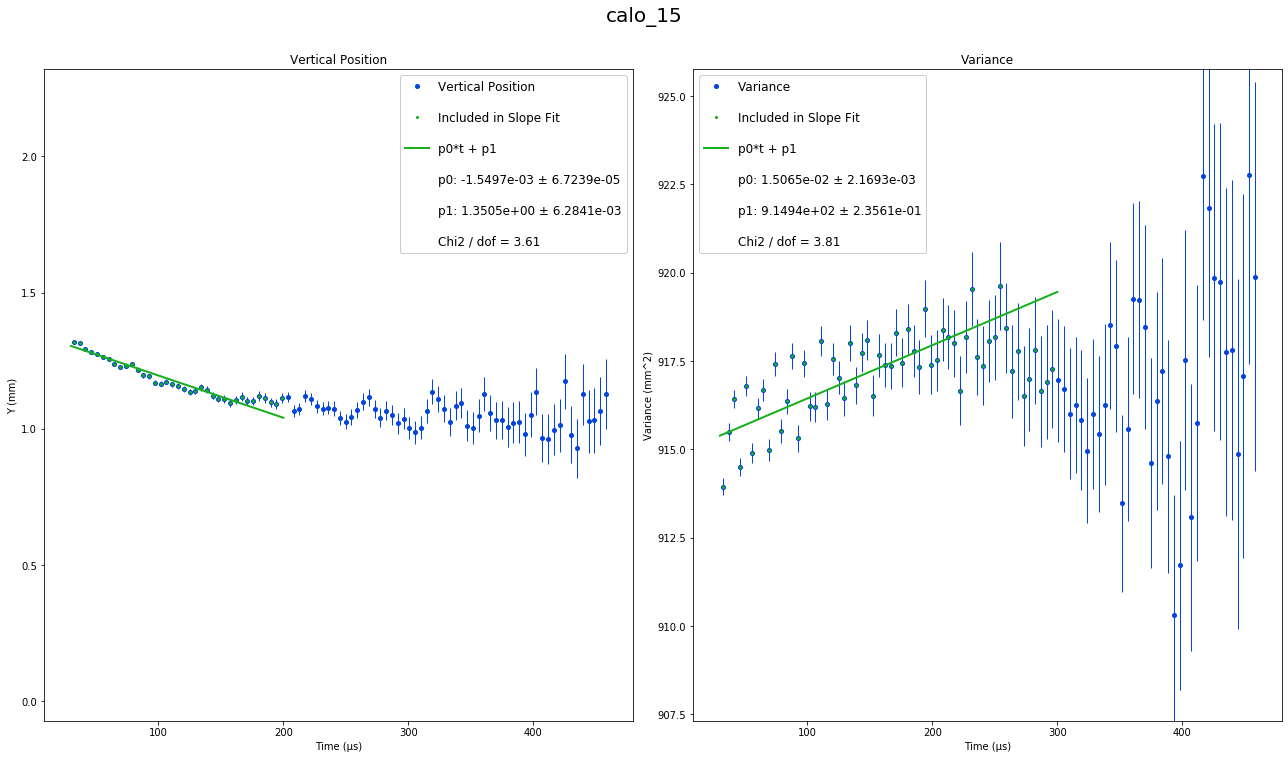 calo_15
Vertical Position
Vertical Position
Included in Slope Fit
p0*t + p1
p0: -1.5497e-03 ± 6.7239e-05
p1: 1.3505e+00 ± 6.2841e-03
Chi2 / dof = 3.61
2.0
1.5
1.0
0.5
0.0
Y (mm)
100
200
300
400
Time (μs)
Variance
Variance
Included in Slope Fit
p0*t + p1
p0: 1.5065e-02 ± 2.1693e-03
p1: 9.1494e+02 ± 2.3561e-01
Chi2 / dof = 3.81
925.0
922.5
920.0
917.5
915.0
912.5
910.0
907.5
Variance (mm^2)
100
200
300
400
Time (μs)